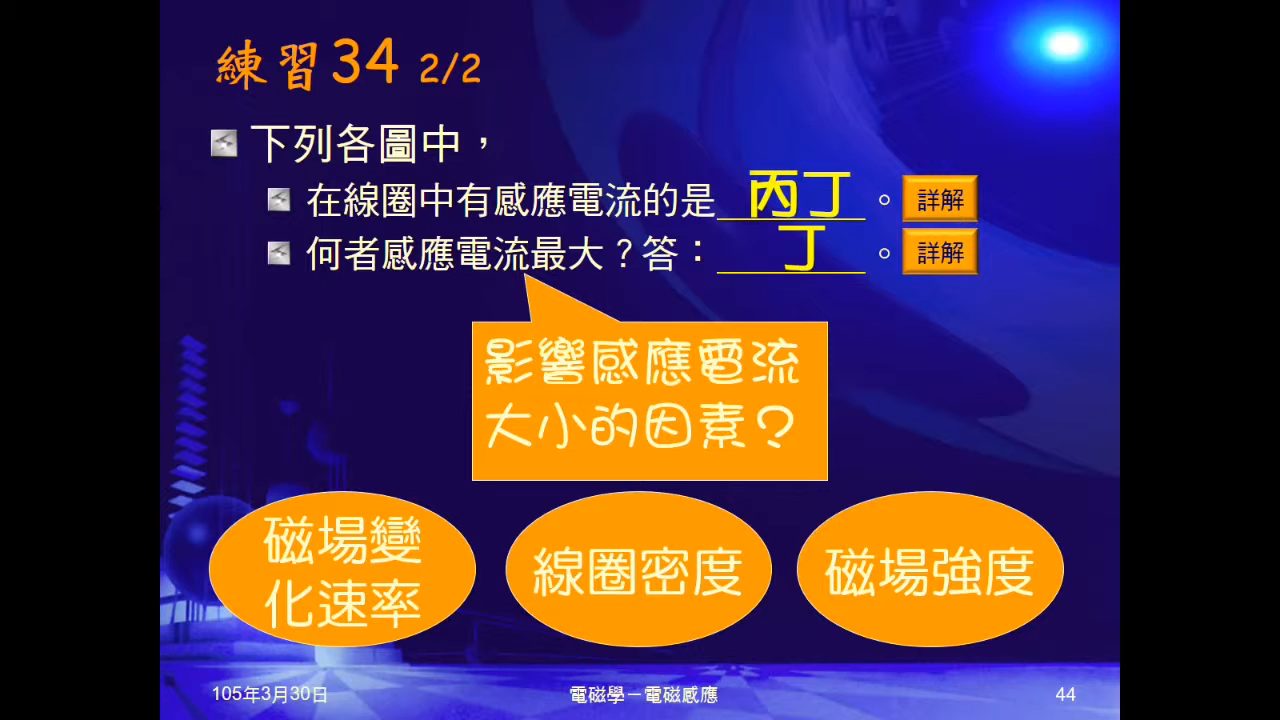 練習34 2/2
下列各圖中，
在線圈中有感應電流的是 丙丁 。 詳解
何者感應電流最大？答： 丁 。 詳解
影響感應電流
大小的因素？
磁場變
化速率
線圈密度
磁場強度
105年3月30日 電磁學－電磁感應 44